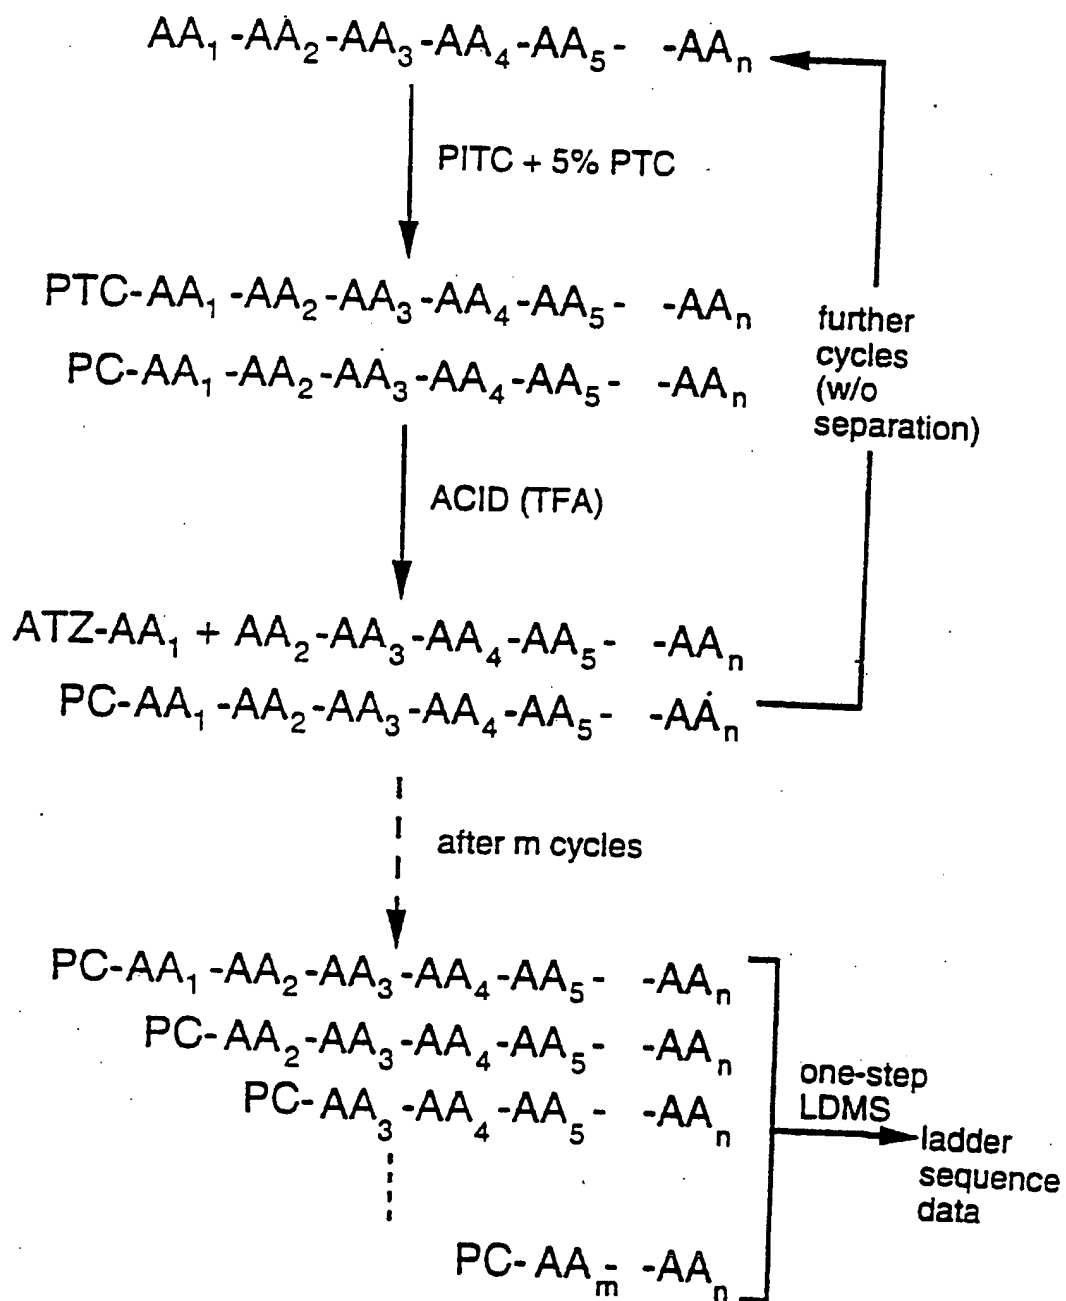 AA₁ -AA₂-AA₃-AA₄-AA₅- -AAₙ
PITC + 5% PTC
PTC-AA₁ -AA₂-AA₃-AA₄-AA₅- -AAₙ
PC-AA₁ -AA₂-AA₃-AA₄-AA₅- -AAₙ
further
cycles
(w/o
separation)
ACID (TFA)
ATZ-AA₁ + AA₂-AA₃-AA₄-AA₅- -AAₙ
PC-AA₁ -AA₂-AA₃-AA₄-AA₅- -AAₙ
after m cycles
PC-AA₁ -AA₂-AA₃-AA₄-AA₅- -AAₙ
PC-AA₂-AA₃-AA₄-AA₅- -AAₙ
PC-AA₃ -AA₄ -AA₅- -AAₙ
one-step
LDMS
ladder
sequence
data
PC- AAₘ- -AAₙ